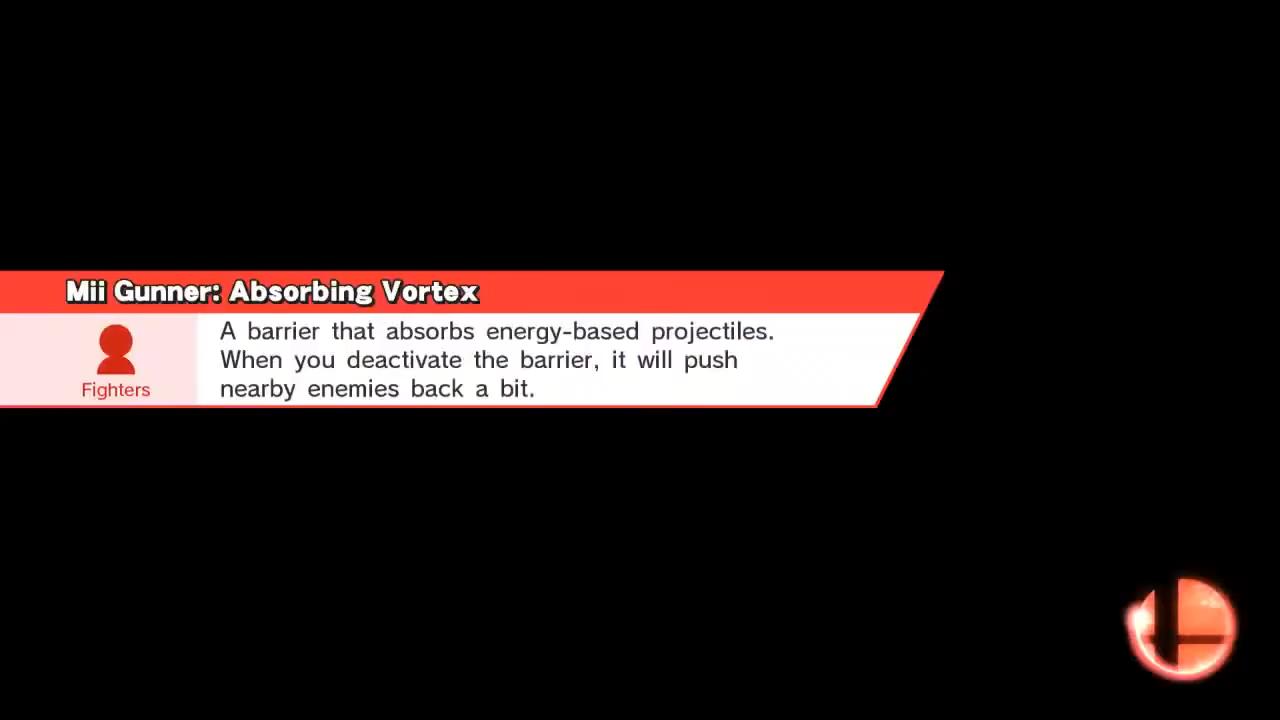 Mii Gunner: Absorbing Vortex
A barrier that absorbs energy-based projectiles.
When you deactivate the barrier, it will push
nearby enemies back a bit.
Fighters